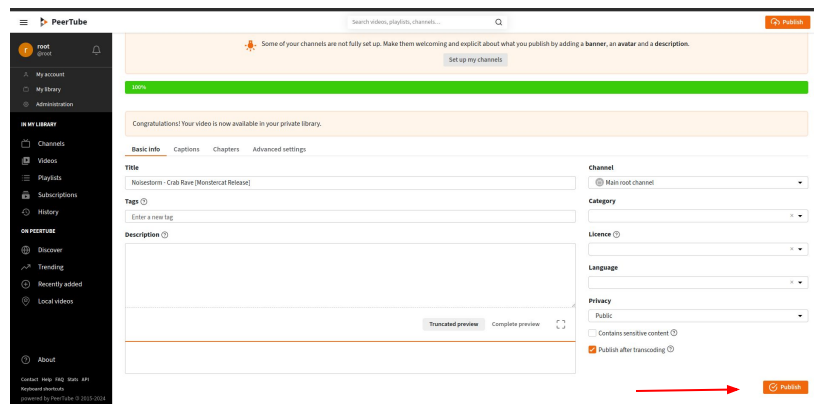 PeerTube
Search videos, playlists, channels...
Publish
r
root
@root
My account
My library
Administration
IN MY LIBRARY
Channels
Videos
Playlists
Subscriptions
History
ON PEERTUBE
Discover
Trending
Recently added
Local videos
About
Contact Help FAQ Stats API
Keyboard shortcuts
powered by PeerTube © 2015-2024
Some of your channels are not fully set up. Make them welcoming and explicit about what you publish by adding a banner, an avatar and a description.
Set up my channels
100%
Congratulations! Your video is now available in your private library.
Basic info Captions Chapters Advanced settings
Title
Noisestorm - Crab Rave [Monstercat Release]
Tags
Enter a new tag
Description
Truncated preview Complete preview
Channel
Main root channel
Category
Licence
Language
Privacy
Public
Contains sensitive content
Publish after transcoding
Publish